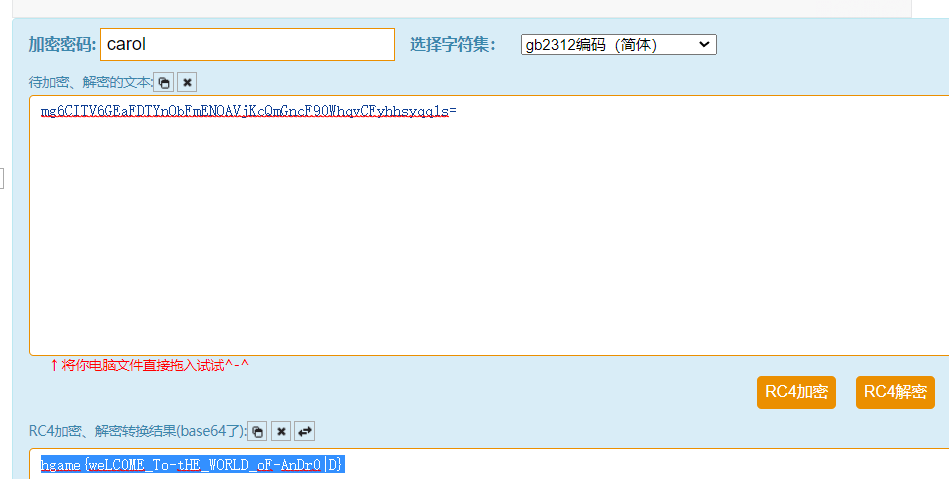 加密密码: carol 选择字符集: gb2312编码（简体）
待加密、解密的文本:
mg6CITV6GEaFDTYnObFmENOAVjKcQmGncF90WhqvCFyhhsyqq1s=
↑将你电脑文件直接拖入试试^-^
RC4加密 RC4解密
RC4加密、解密转换结果(base64了):
hgame{weLCOME_To-tHE_WORLD_oF-AnDr0|D}